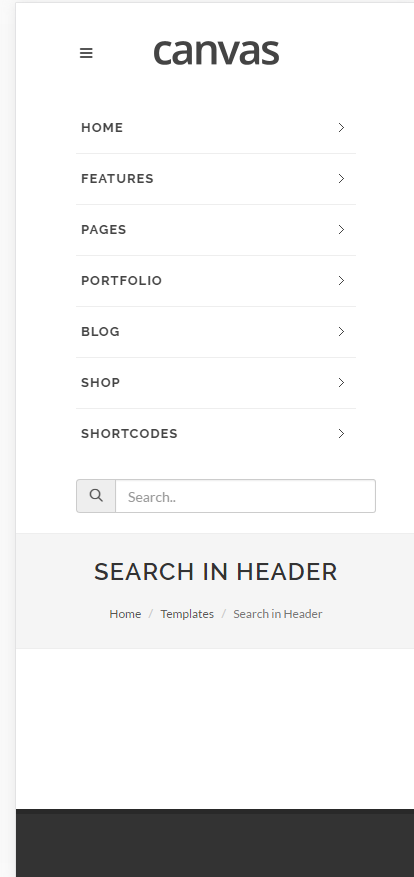 canvas
HOME
FEATURES
PAGES
PORTFOLIO
BLOG
SHOP
SHORTCODES
Search..
SEARCH IN HEADER
Home / Templates / Search in Header